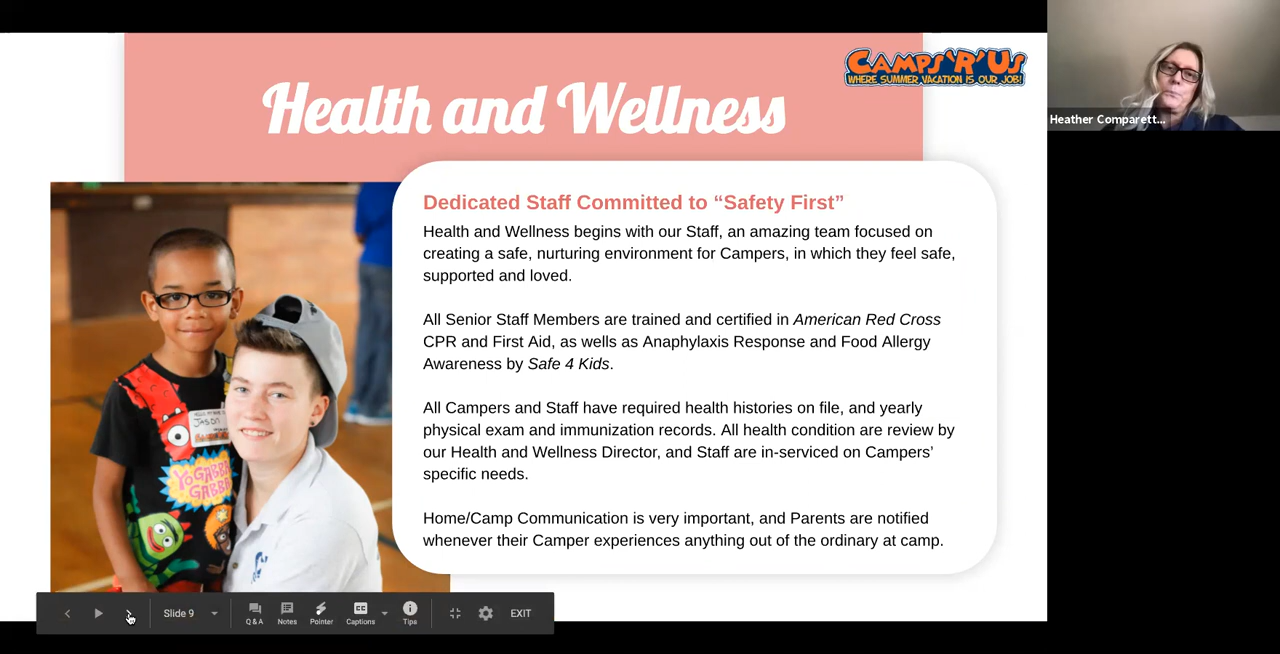 CAMPS 'R' US
WHERE SUMMER VACATION IS OUR JOB!
Health and Wellness
Heather Comparett...
Dedicated Staff Committed to “Safety First”
Health and Wellness begins with our Staff, an amazing team focused on
creating a safe, nurturing environment for Campers, in which they feel safe,
supported and loved.
All Senior Staff Members are trained and certified in American Red Cross
CPR and First Aid, as wells as Anaphylaxis Response and Food Allergy
Awareness by Safe 4 Kids.
All Campers and Staff have required health histories on file, and yearly
physical exam and immunization records. All health condition are review by
our Health and Wellness Director, and Staff are in-serviced on Campers’
specific needs.
Home/Camp Communication is very important, and Parents are notified
whenever their Camper experiences anything out of the ordinary at camp.
JASON
YO GABBA
GABBA
Slide 9
Q & A
Notes
Pointer
CC
Captions
Tips
EXIT